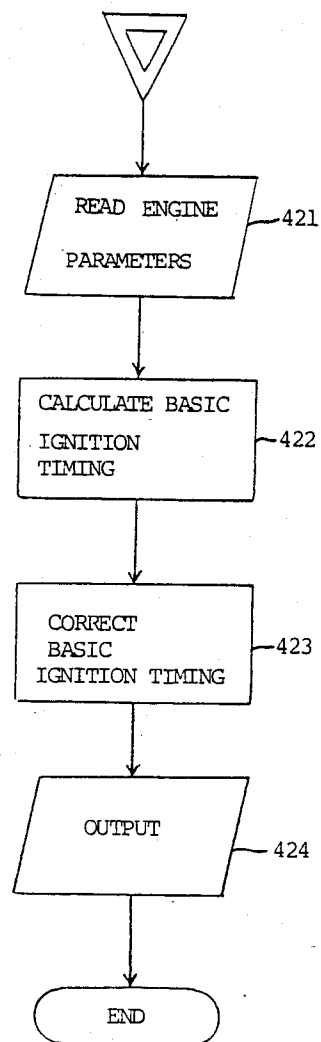 READ ENGINE
PARAMETERS
421
CALCULATE BASIC
IGNITION
TIMING
422
CORRECT
BASIC
IGNITION TIMING
423
OUTPUT
424
END